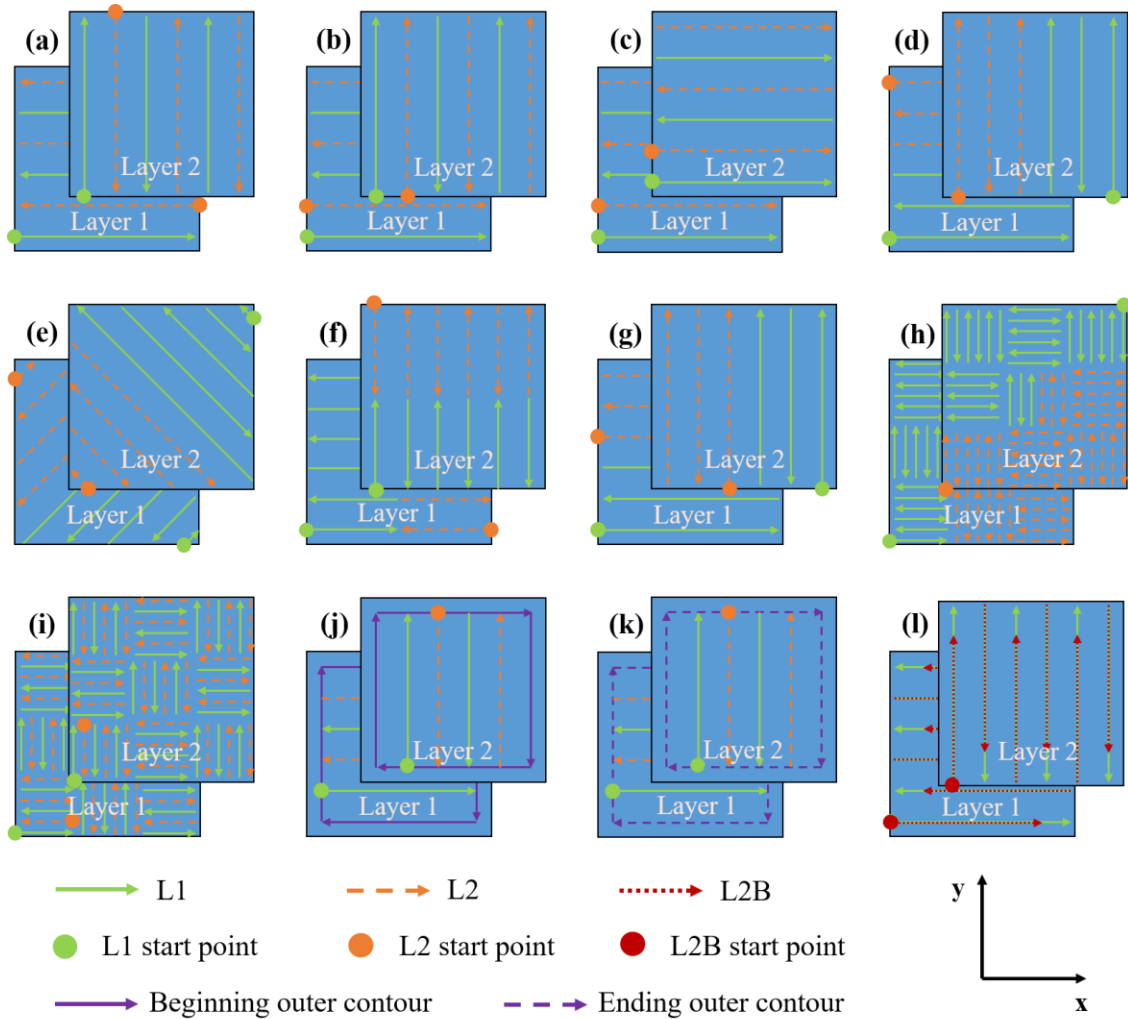 (a)
Layer 2
Layer 1
(b)
Layer 2
Layer 1
(c)
Layer 2
Layer 1
(d)
Layer 2
Layer 1
(e)
Layer 2
Layer 1
(f)
Layer 2
Layer 1
(g)
Layer 2
Layer 1
(h)
Layer 2
Layer 1
(i)
Layer 2
Layer 1
(j)
Layer 2
Layer 1
(k)
Layer 2
Layer 1
(l)
Layer 2
Layer 1
L1
L2
L2B
L1 start point
L2 start point
L2B start point
Beginning outer contour
Ending outer contour
y
x